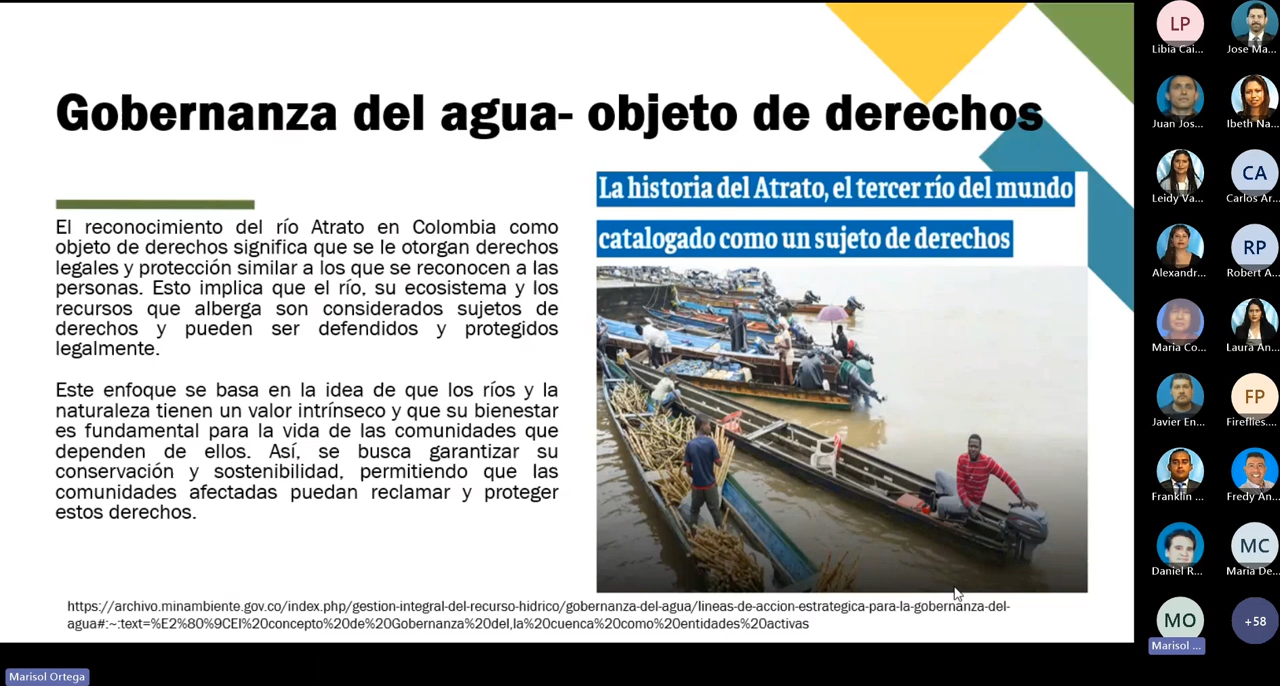 Gobernanza del agua- objeto de derechos
El reconocimiento del río Atrato en Colombia como
objeto de derechos significa que se le otorgan derechos
legales y protección similar a los que se reconocen a las
personas. Esto implica que el río, su ecosistema y los
recursos que alberga son considerados sujetos de
derechos y pueden ser defendidos y protegidos
legalmente.
Este enfoque se basa en la idea de que los ríos y la
naturaleza tienen un valor intrínseco y que su bienestar
es fundamental para la vida de las comunidades que
dependen de ellos. Así, se busca garantizar su
conservación y sostenibilidad, permitiendo que las
comunidades afectadas puedan reclamar y proteger
estos derechos.
La historia del Atrato, el tercer río del mundo
catalogado como un sujeto de derechos
https://archivo.minambiente.gov.co/index.php/gestion-integral-del-recurso-hidrico/gobernanza-del-agua/lineas-de-accion-estrategica-para-la-gobernanza-del-
agua#:~:text=%E2%80%9CEl%20concepto%20de%20Gobernanza%20del,la%20cuenca%20como%20entidades%20activas
Marisol Ortega
LP
Libia Cai...
Jose Ma...
Juan Jos...
Ibeth Na...
Leidy Va...
CA
Carlos Ar...
Alexandr...
RP
Robert A...
Maria Co...
Laura An...
Javier En...
FP
Fireflies....
Franklin ...
Fredy An...
Daniel R...
MC
Maria De...
MO
Marisol ...
+58